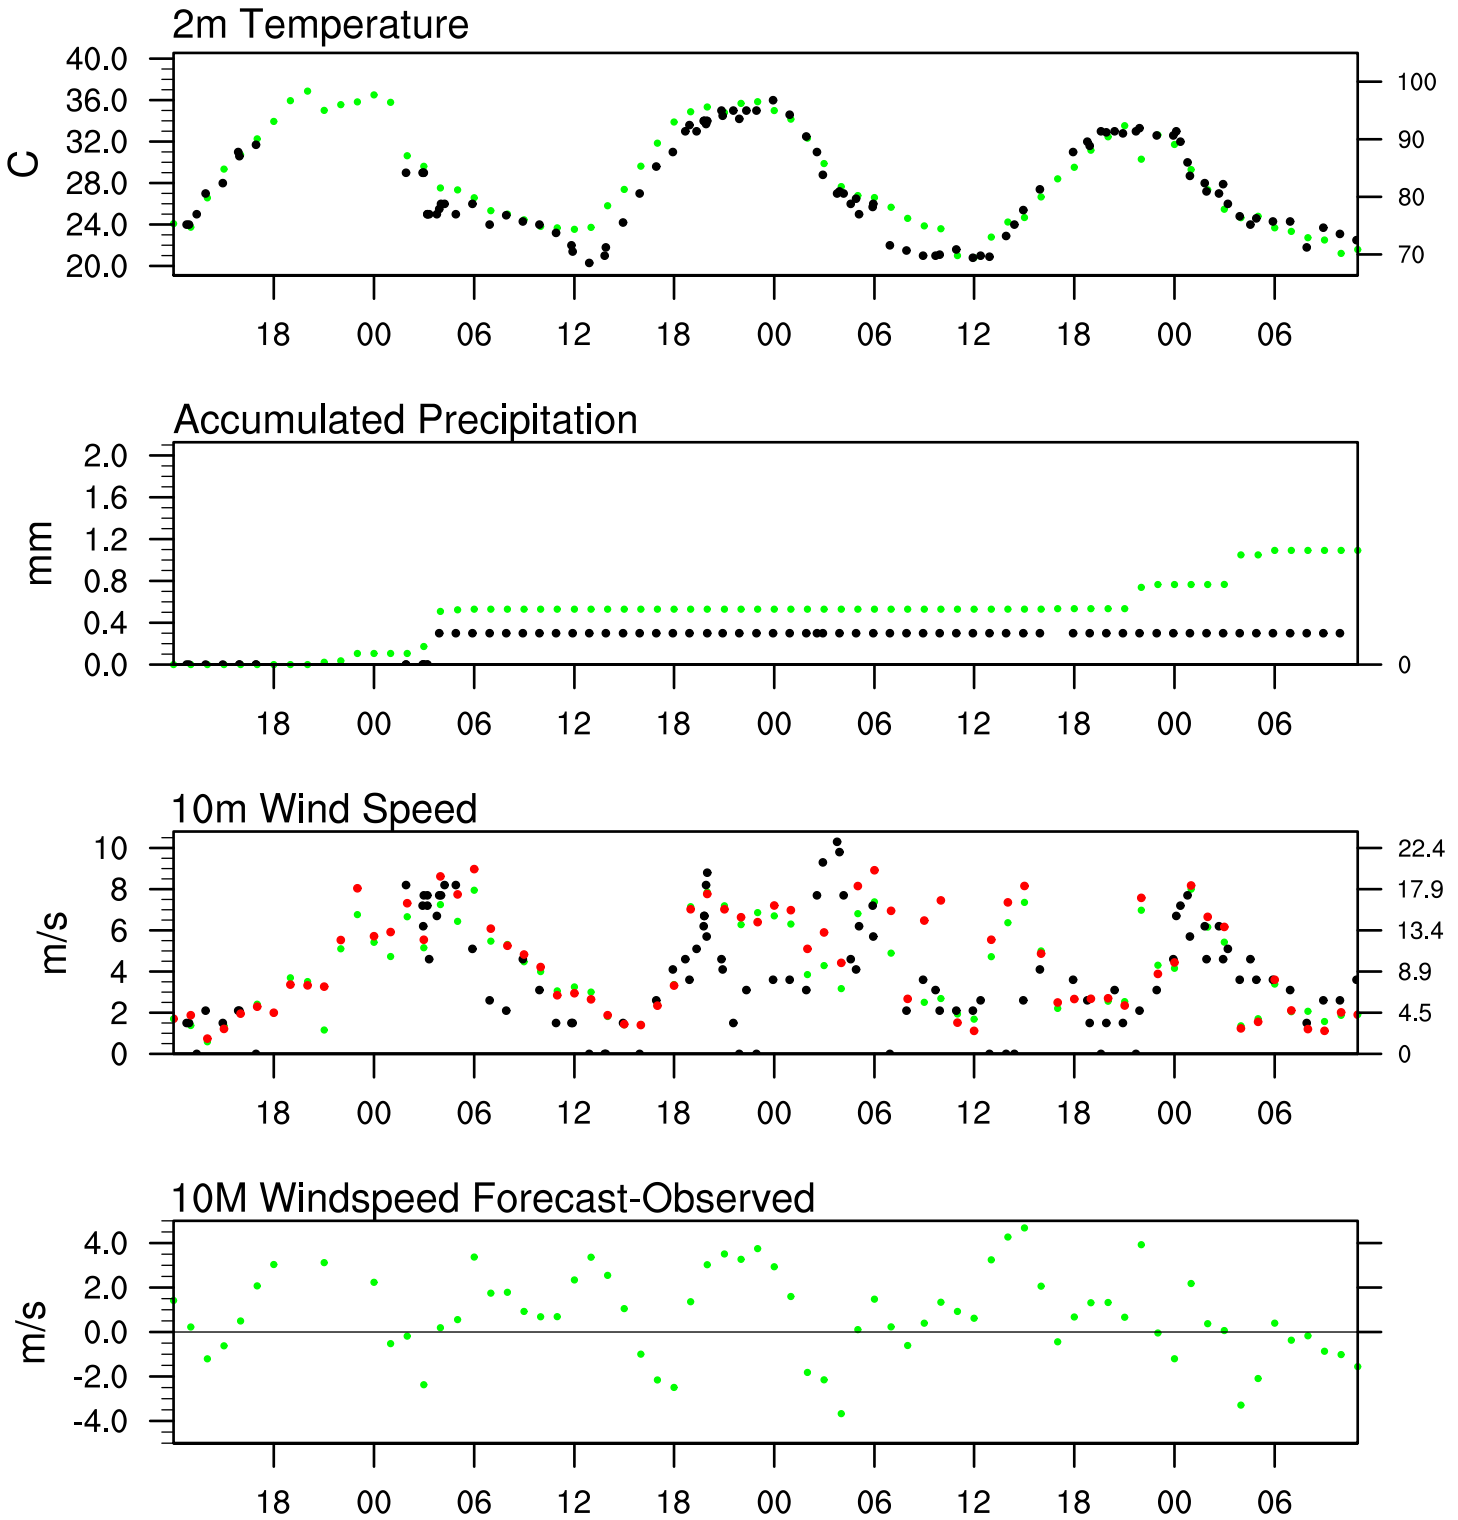 2m Temperature
40.0
36.0
32.0
28.0
24.0
20.0
C
100
90
80
70
18 00 06 12 18 00 06 12 18 00 06
Accumulated Precipitation
2.0
1.6
1.2
0.8
0.4
0.0
mm
0
18 00 06 12 18 00 06 12 18 00 06
10m Wind Speed
10
8
6
4
2
0
m/s
22.4
17.9
13.4
8.9
4.5
0
18 00 06 12 18 00 06 12 18 00 06
10M Windspeed Forecast-Observed
4.0
2.0
0.0
-2.0
-4.0
m/s
18 00 06 12 18 00 06 12 18 00 06